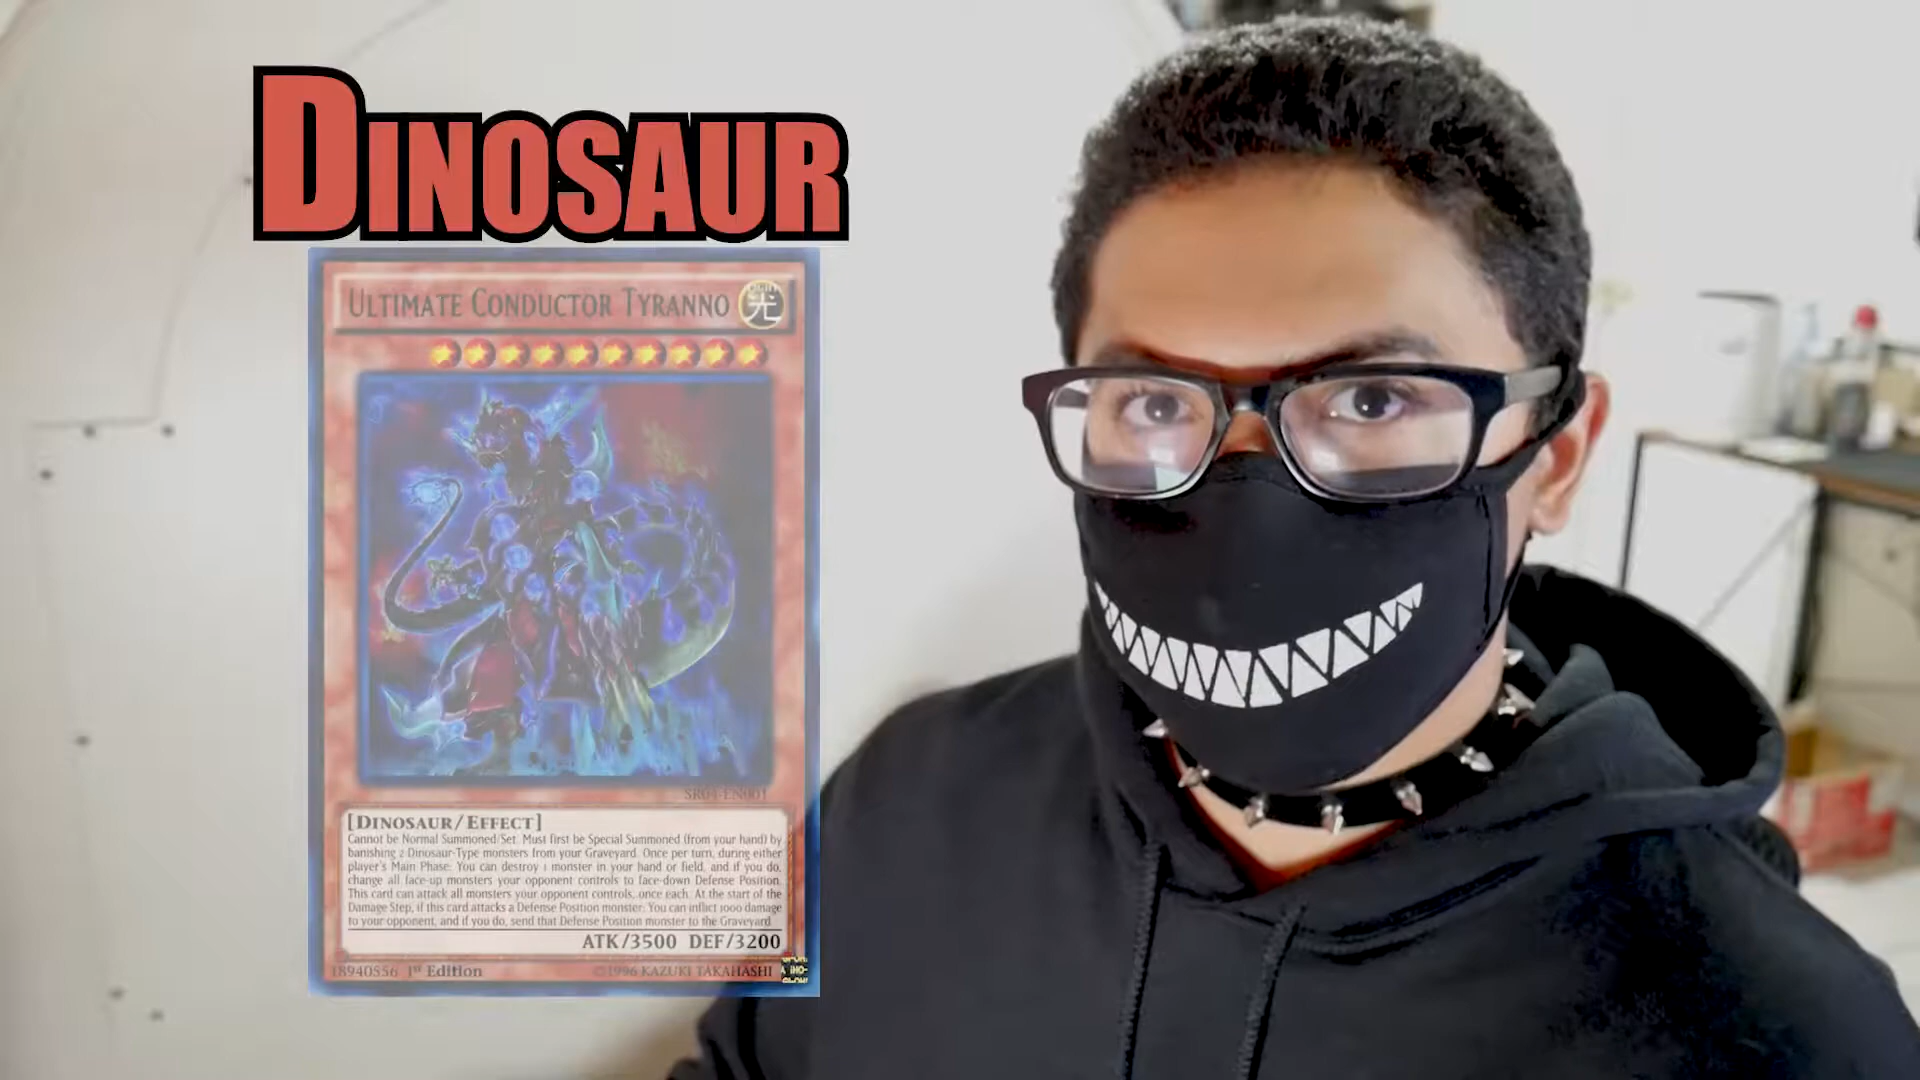 DINOSAUR
ULTIMATE CONDUCTOR TYRANNO
光
SR04-EN001
[DINOSAUR/EFFECT]
Cannot be Normal Summoned/Set. Must first be Special Summoned (from your hand) by
banishing 2 Dinosaur-Type monsters from your Graveyard. Once per turn, during either
player's Main Phase: You can destroy 1 monster in your hand or field, and if you do,
change all face-up monsters your opponent controls to face-down Defense Position.
This card can attack all monsters your opponent controls, once each. At the start of the
Damage Step, if this card attacks a Defense Position monster: You can inflict 1000 damage
to your opponent, and if you do, send that Defense Position monster to the Graveyard.
ATK/3500 DEF/3200
18940556 1st Edition ©1996 KAZUKI TAKAHASHI